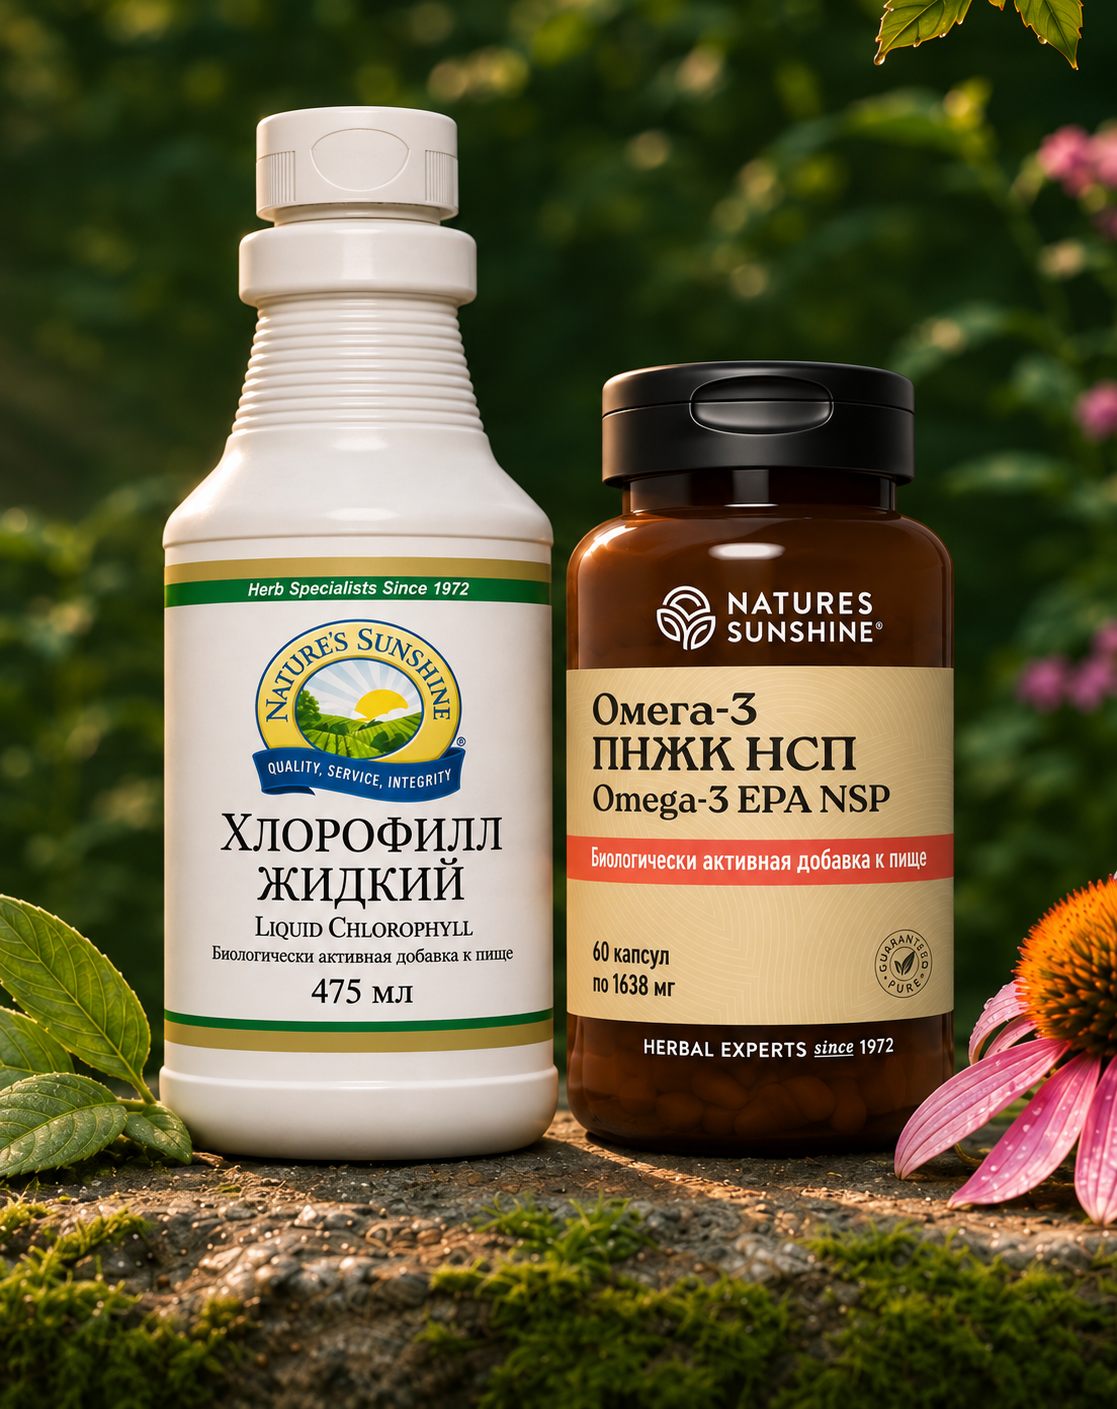 Herb Specialists Since 1972
NATURE'S SUNSHINE
®
QUALITY, SERVICE, INTEGRITY
ХЛОРОФИЛЛ
ЖИДКИЙ
LIQUID CHLOROPHYLL
Биологически активная добавка к пище
475 мл
NATURES
SUNSHINE®
Омега-3
ПНЖК НСП
Omega-3 EPA NSP
Биологически активная добавка к пище
60 капсул
по 1638 мг
GUARANTEED
PURE
HERBAL EXPERTS since 1972